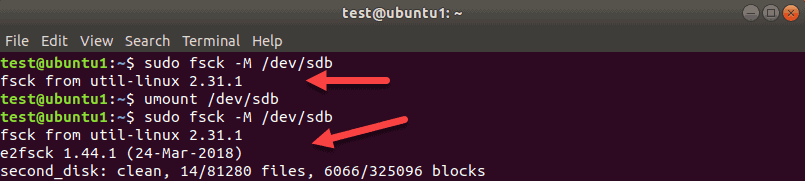 test@ubuntu1: ~
File Edit View Search Terminal Help
test@ubuntu1:~$ sudo fsck -M /dev/sdb
fsck from util-linux 2.31.1
test@ubuntu1:~$ umount /dev/sdb
test@ubuntu1:~$ sudo fsck -M /dev/sdb
fsck from util-linux 2.31.1
e2fsck 1.44.1 (24-Mar-2018)
second_disk: clean, 14/81280 files, 6066/325096 blocks